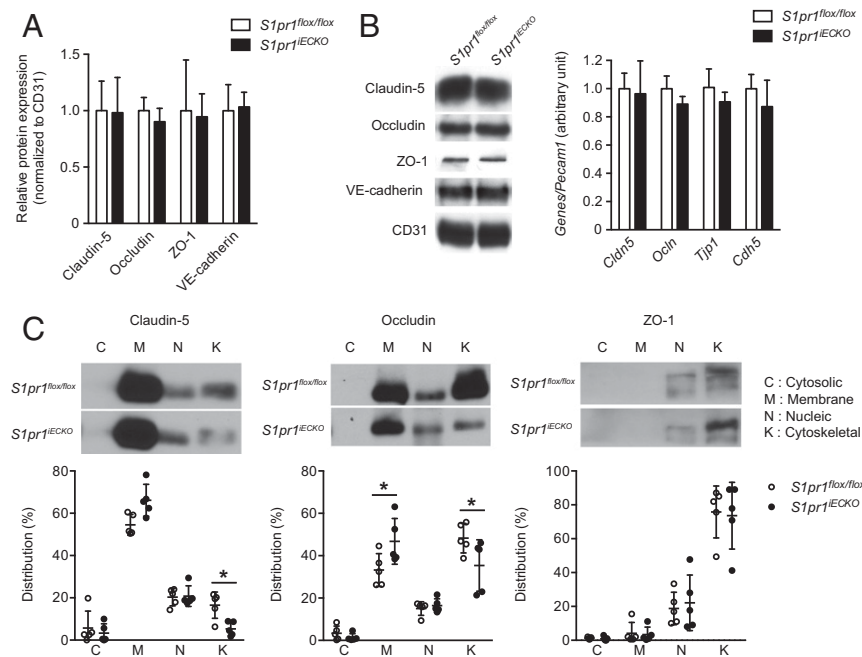 A
S1pr1flox/flox
S1pr1iECKO
Relative protein expression
(normalized to CD31)
1.5
1.0
0.5
0
Claudin-5
Occludin
ZO-1
VE-cadherin
B
S1pr1flox/flox
S1pr1iECKO
Claudin-5
Occludin
ZO-1
VE-cadherin
CD31
S1pr1flox/flox
S1pr1iECKO
Genes/Pecam1 (arbitrary unit)
1.2
1.0
0.8
0.6
0.4
0.2
0
Cldn5
Ocln
Tjp1
Cdh5
C
Claudin-5
C M N K
S1pr1flox/flox
S1pr1iECKO
Distribution (%)
80
60
40
20
0
*
C M N K
Occludin
C M N K
S1pr1flox/flox
S1pr1iECKO
Distribution (%)
80
60
40
20
0
* *
C M N K
ZO-1
C M N K
S1pr1flox/flox
S1pr1iECKO
Distribution (%)
100
80
60
40
20
0
C M N K
C : Cytosolic
M : Membrane
N : Nucleic
K : Cytoskeletal
S1pr1flox/flox
S1pr1iECKO